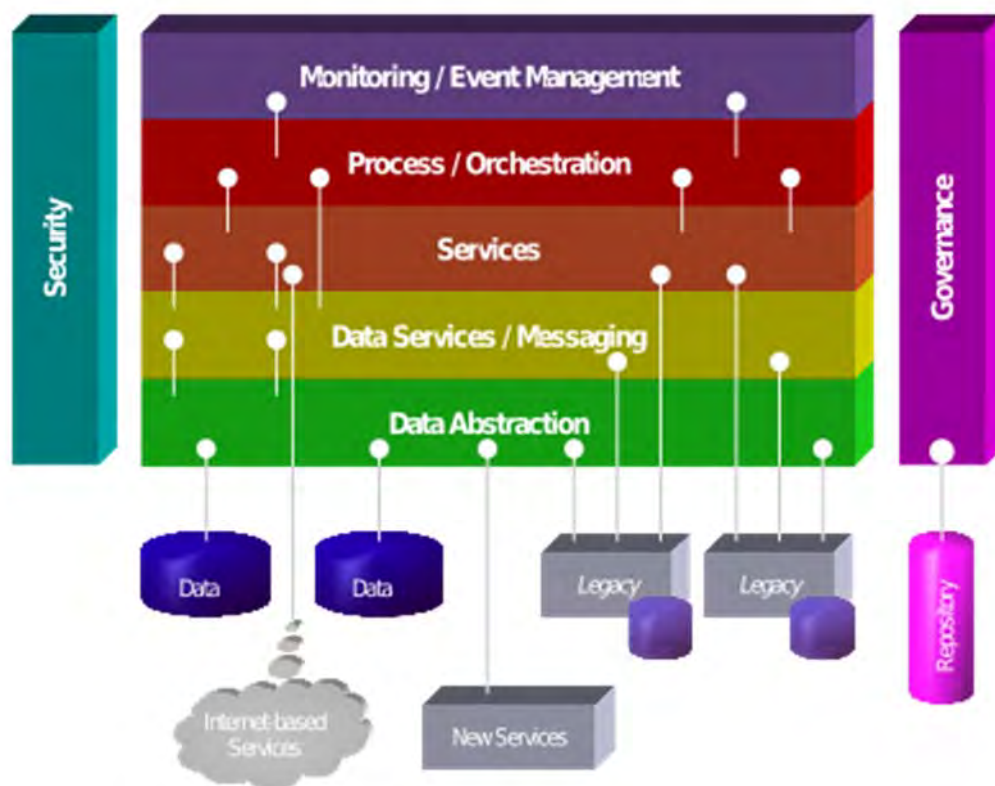 Security
Monitoring / Event Management
Process / Orchestration
Services
Data Services / Messaging
Data Abstraction
Governance
Data
Data
Legacy
Legacy
Repository
Internet-based
Services
New Services